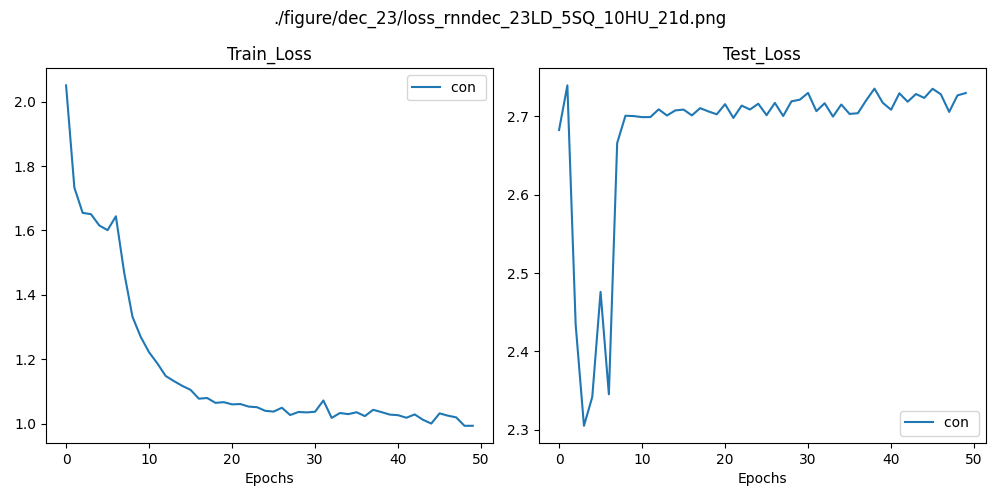 ./figure/dec_23/loss_rnndec_23LD_5SQ_10HU_21d.png
Train_Loss
con
2.0
1.8
1.6
1.4
1.2
1.0
0 10 20 30 40 50
Epochs
Test_Loss
2.7
2.6
2.5
2.4
2.3
con
0 10 20 30 40 50
Epochs